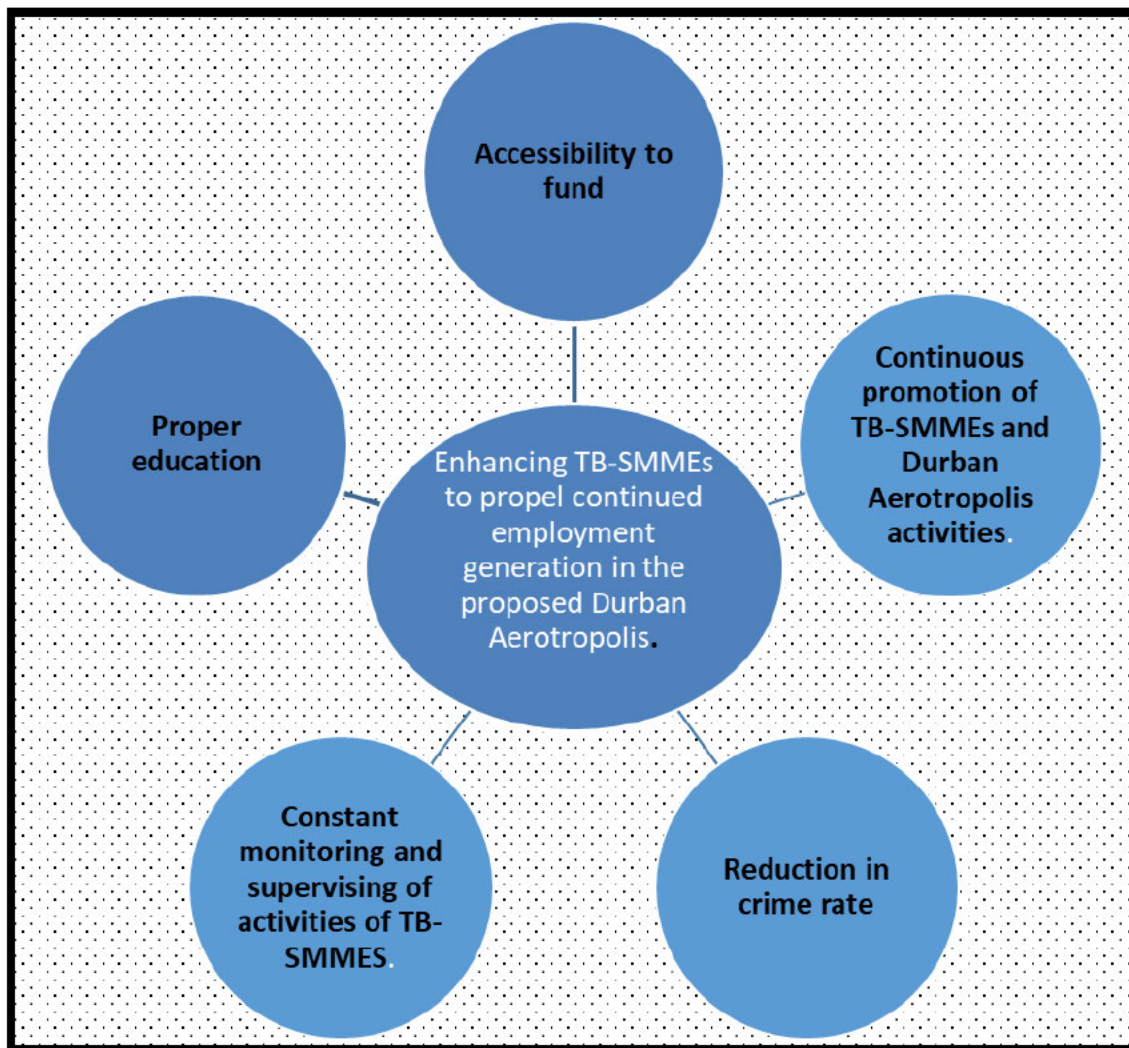 Accessibility to
fund
Continuous
promotion of
TB-SMMEs and
Durban
Aerotropolis
activities.
Proper
education
Enhancing TB-SMMEs
to propel continued
employment
generation in the
proposed Durban
Aerotropolis.
Constant
monitoring and
supervising of
activities of TB-
SMMES.
Reduction in
crime rate